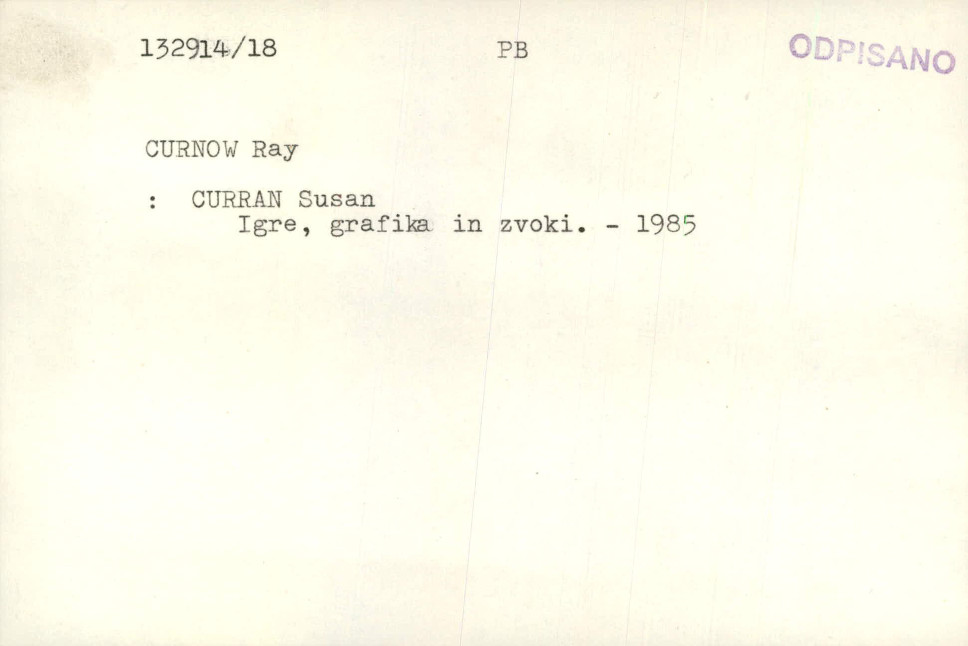 132914/18 PB ODPISANO
CURNOW Ray
: CURRAN Susan
Igre, grafika in zvoki. - 1985